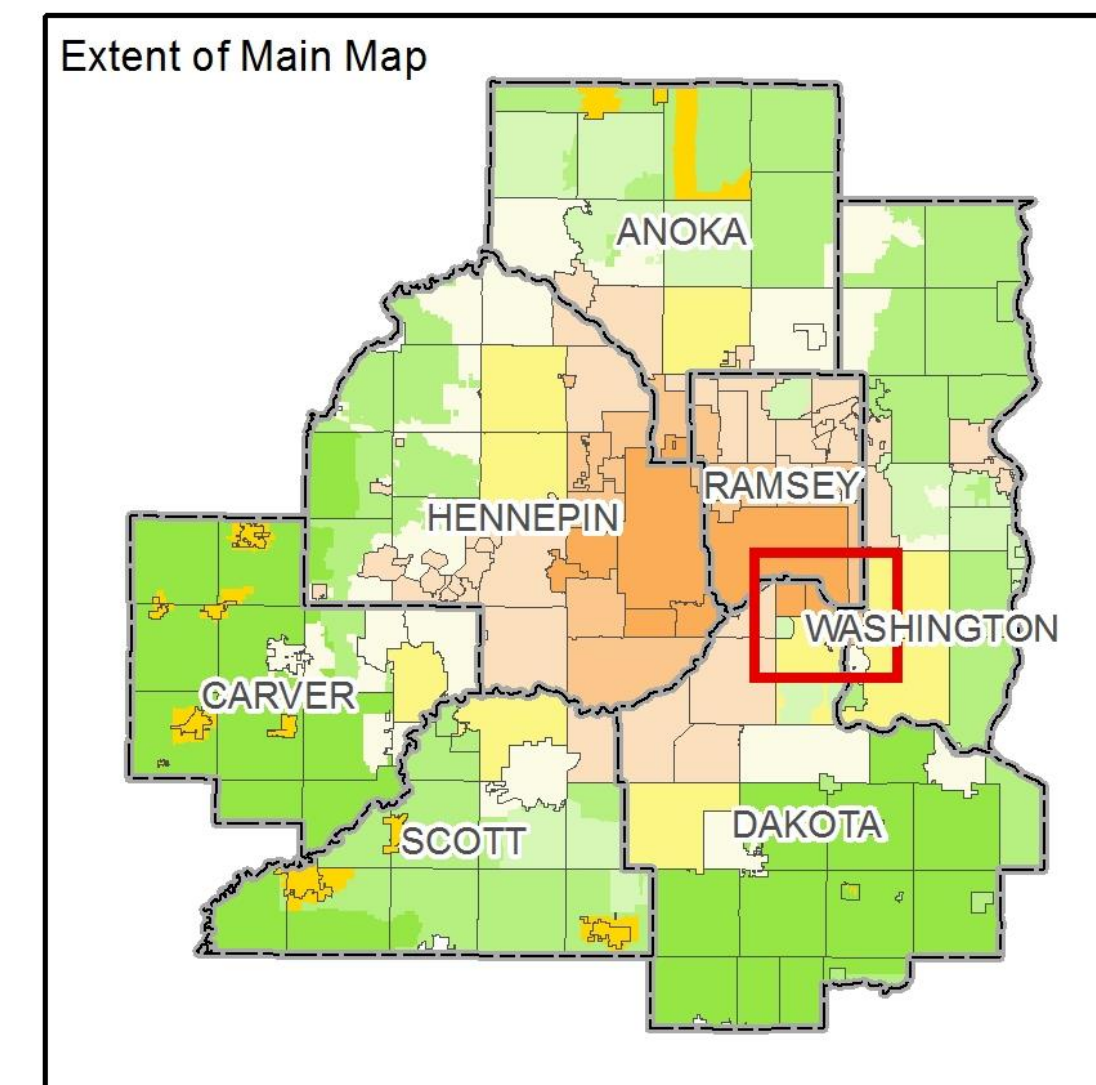 Extent of Main Map
ANOKA
RAMSEY
HENNEPIN
WASHINGTON
CARVER
DAKOTA
SCOTT